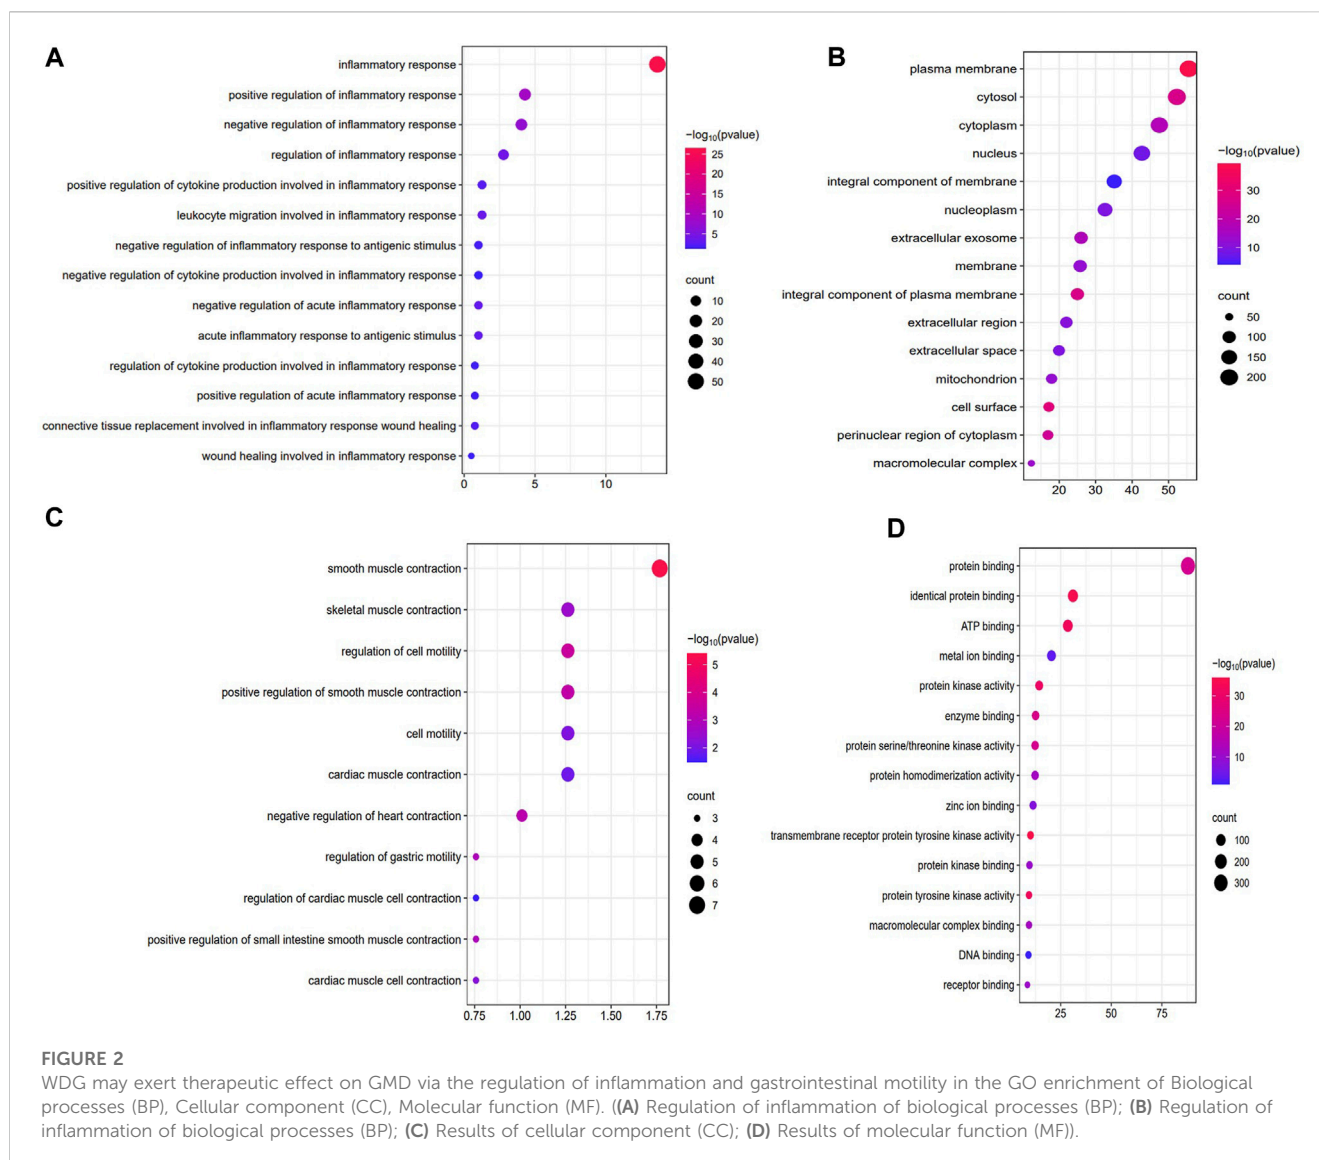 A
inflammatory response
positive regulation of inflammatory response
negative regulation of inflammatory response
regulation of inflammatory response
positive regulation of cytokine production involved in inflammatory response
leukocyte migration involved in inflammatory response
negative regulation of inflammatory response to antigenic stimulus
negative regulation of cytokine production involved in inflammatory response
negative regulation of acute inflammatory response
acute inflammatory response to antigenic stimulus
regulation of cytokine production involved in inflammatory response
positive regulation of acute inflammatory response
connective tissue replacement involved in inflammatory response wound healing
wound healing involved in inflammatory response
0 5 10
−log10(pvalue)
25
20
15
10
5
count
10
20
30
40
50
B
plasma membrane
cytosol
cytoplasm
nucleus
integral component of membrane
nucleoplasm
extracellular exosome
membrane
integral component of plasma membrane
extracellular region
extracellular space
mitochondrion
cell surface
perinuclear region of cytoplasm
macromolecular complex
20 30 40 50
−log10(pvalue)
30
20
10
count
50
100
150
200
C
smooth muscle contraction
skeletal muscle contraction
regulation of cell motility
positive regulation of smooth muscle contraction
cell motility
cardiac muscle contraction
negative regulation of heart contraction
regulation of gastric motility
regulation of cardiac muscle cell contraction
positive regulation of small intestine smooth muscle contraction
cardiac muscle cell contraction
0.75 1.00 1.25 1.50 1.75
−log10(pvalue)
5
4
3
2
count
3
4
5
6
7
D
protein binding
identical protein binding
ATP binding
metal ion binding
protein kinase activity
enzyme binding
protein serine/threonine kinase activity
protein homodimerization activity
zinc ion binding
transmembrane receptor protein tyrosine kinase activity
protein kinase binding
protein tyrosine kinase activity
macromolecular complex binding
DNA binding
receptor binding
25 50 75
−log10(pvalue)
30
20
10
count
100
200
300
FIGURE 2
WDG may exert therapeutic effect on GMD via the regulation of inflammation and gastrointestinal motility in the GO enrichment of Biological
processes (BP), Cellular component (CC), Molecular function (MF). ((A) Regulation of inflammation of biological processes (BP); (B) Regulation of
inflammation of biological processes (BP); (C) Results of cellular component (CC); (D) Results of molecular function (MF)).